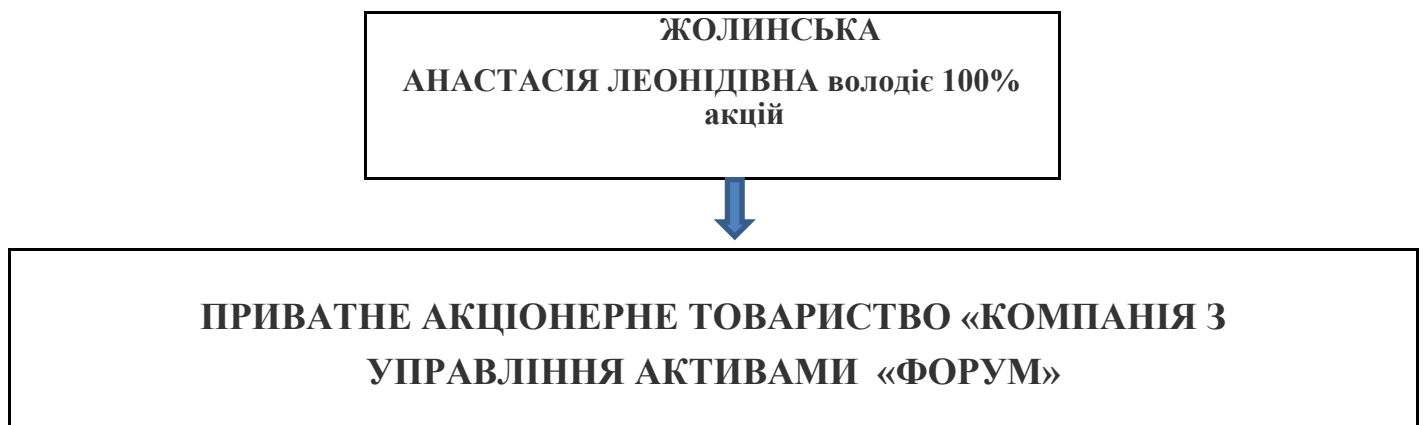 ЖОЛИНСЬКА
АНАСТАСІЯ ЛЕОНІДІВНА володіє 100%
акцій
ПРИВАТНЕ АКЦІОНЕРНЕ ТОВАРИСТВО «КОМПАНІЯ З
УПРАВЛІННЯ АКТИВАМИ «ФОРУМ»